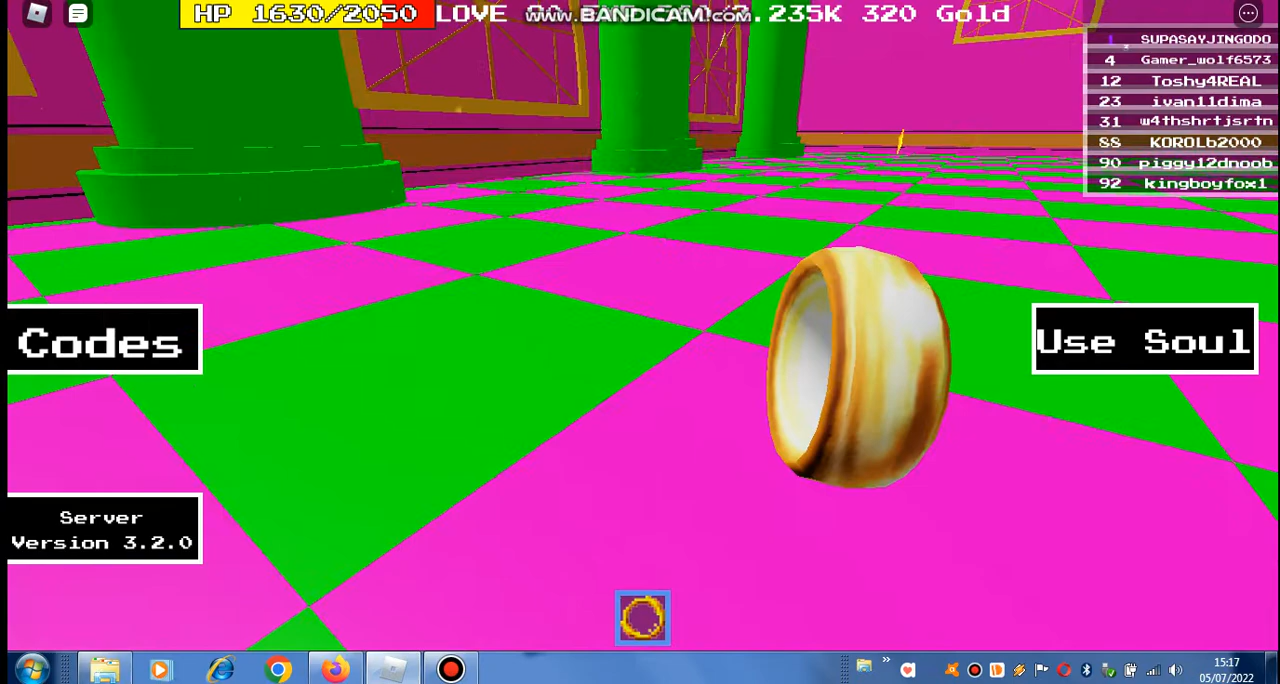 HP 1630/2050 LOVE www.BANDICAM.com .235K 320 Gold
1 SUPASAYJINGODO
4 Gamer_wolf6573
12 Toshy4REAL
23 ivan11dima
31 w4thshrtjsrtn
88 KOROLb2000
90 piggy12dnoob
92 kingboyfox1
Codes
Use Soul
Server
Version 3.2.0
15:17
05/07/2022